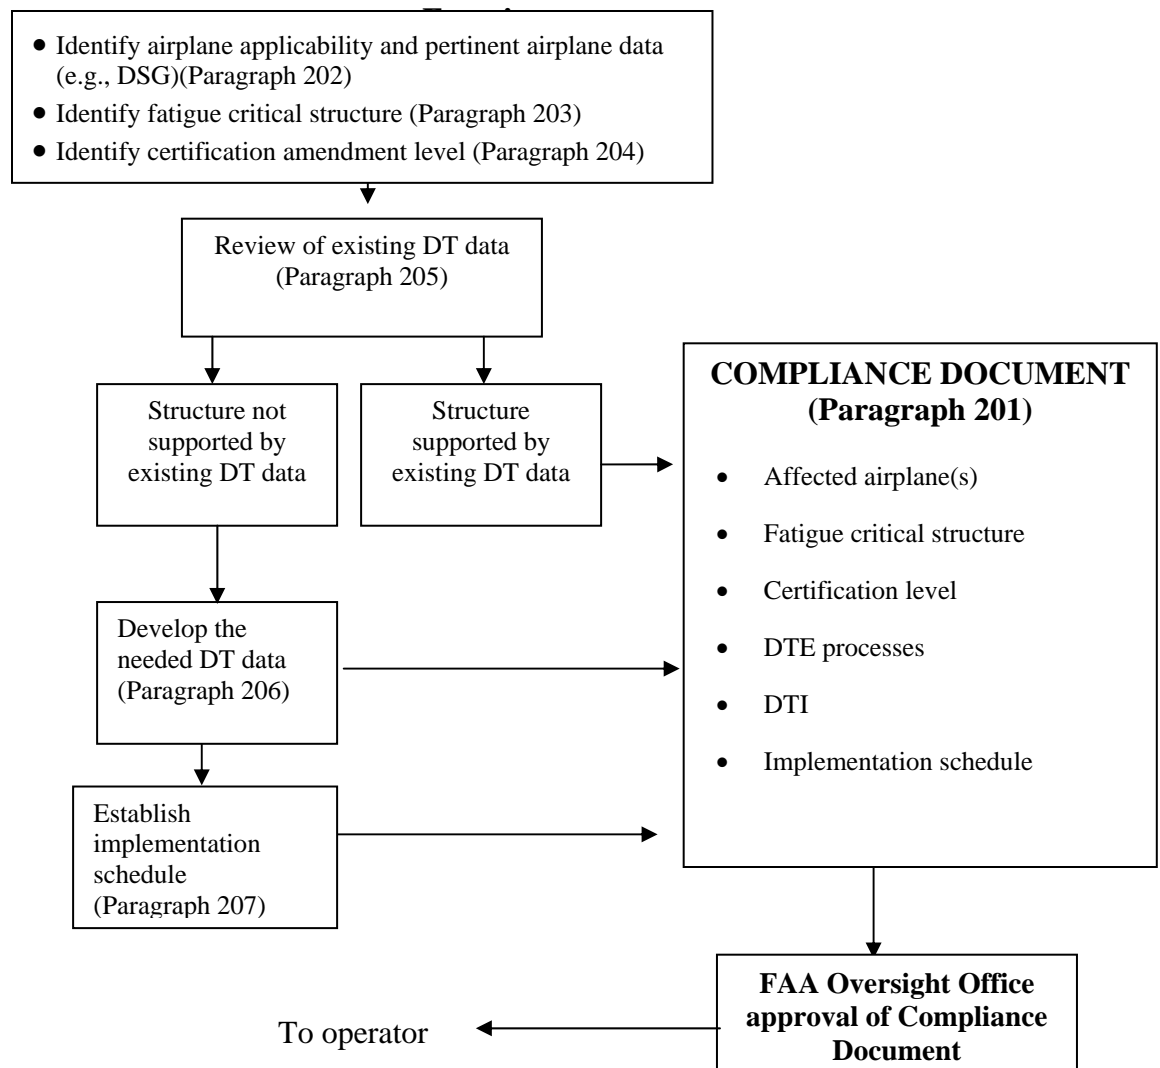 • Identify airplane applicability and pertinent airplane data
(e.g., DSG)(Paragraph 202)
• Identify fatigue critical structure (Paragraph 203)
• Identify certification amendment level (Paragraph 204)
Review of existing DT data
(Paragraph 205)
Structure not
supported by
existing DT data
Structure
supported by
existing DT data
Develop the
needed DT data
(Paragraph 206)
Establish
implementation
schedule
(Paragraph 207)
COMPLIANCE DOCUMENT
(Paragraph 201)
• Affected airplane(s)
• Fatigue critical structure
• Certification level
• DTE processes
• DTI
• Implementation schedule
FAA Oversight Office
approval of Compliance
Document
To operator